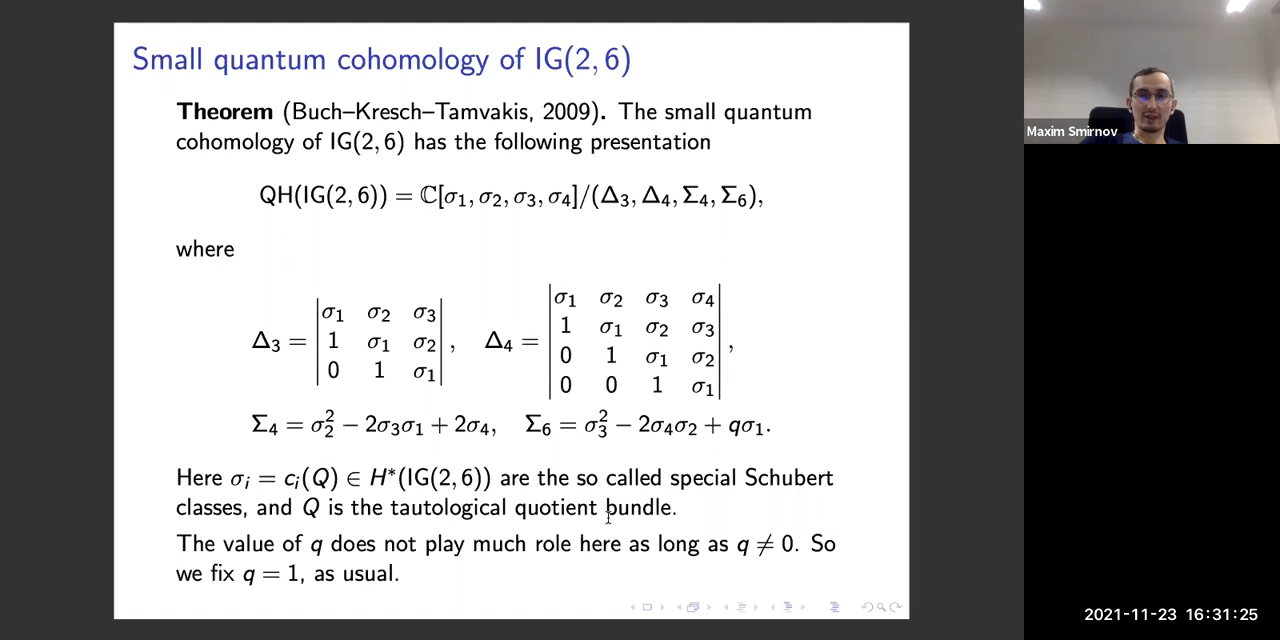 Small quantum cohomology of IG(2, 6)
Theorem (Buch–Kresch–Tamvakis, 2009). The small quantum
cohomology of IG(2, 6) has the following presentation
QH(IG(2, 6)) = ℂ[σ₁, σ₂, σ₃, σ₄]/(Δ₃, Δ₄, Σ₄, Σ₆),
where
Δ₃ = |σ₁ σ₂ σ₃; 1 σ₁ σ₂; 0 1 σ₁|, Δ₄ = |σ₁ σ₂ σ₃ σ₄; 1 σ₁ σ₂ σ₃; 0 1 σ₁ σ₂; 0 0 1 σ₁|,
Σ₄ = σ₂² − 2σ₃σ₁ + 2σ₄, Σ₆ = σ₃² − 2σ₄σ₂ + qσ₁.
Here σᵢ = cᵢ(Q) ∈ H*(IG(2, 6)) are the so called special Schubert
classes, and Q is the tautological quotient bundle.
The value of q does not play much role here as long as q ≠ 0. So
we fix q = 1, as usual.
Maxim Smirnov
2021-11-23 16:31:25